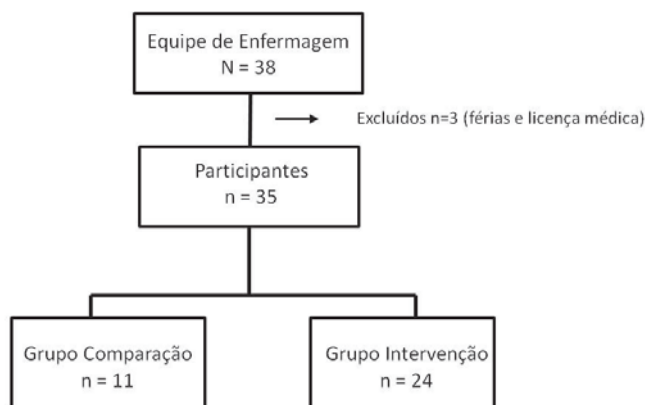 Equipe de Enfermagem
N = 38
Excluídos n=3 (férias e licença médica)
Participantes
n = 35
Grupo Comparação
n = 11
Grupo Intervenção
n = 24